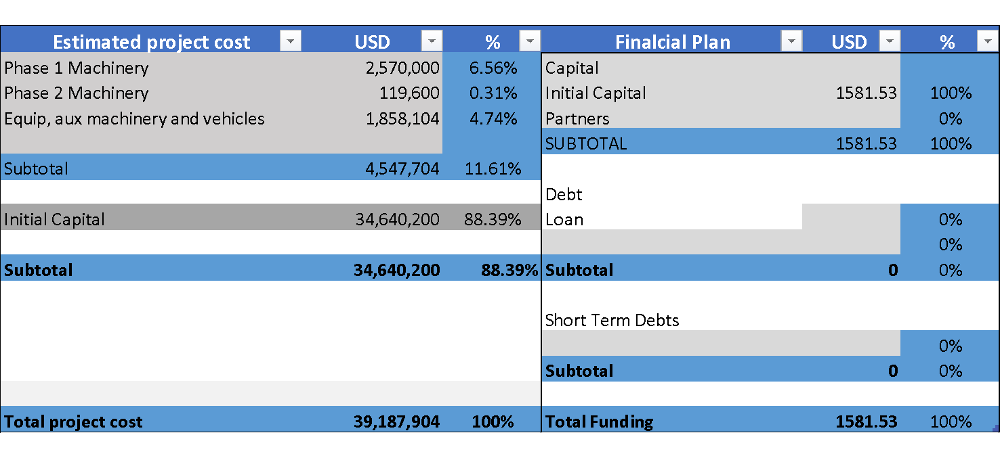 Estimated project cost USD % Finalcial Plan USD %
Phase 1 Machinery 2,570,000 6.56% Capital
Phase 2 Machinery 119,600 0.31% Initial Capital 1581.53 100%
Equip, aux machinery and vehicles 1,858,104 4.74% Partners 0%
SUBTOTAL 1581.53 100%
Subtotal 4,547,704 11.61%
Debt
Initial Capital 34,640,200 88.39% Loan 0%
0%
Subtotal 34,640,200 88.39% Subtotal 0 0%
Short Term Debts
0%
Subtotal 0 0%
Total project cost 39,187,904 100% Total Funding 1581.53 100%